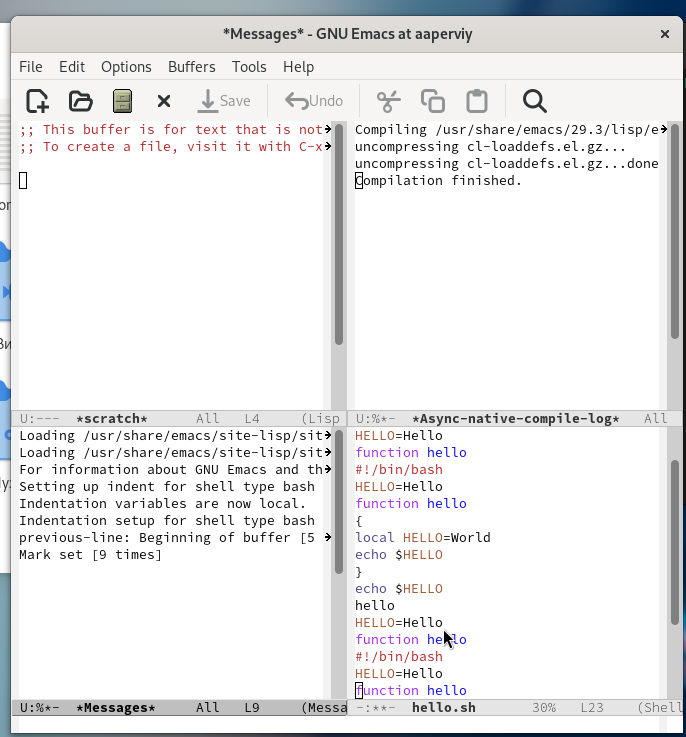 *Messages* - GNU Emacs at aaperviy
File Edit Options Buffers Tools Help
Save Undo
;; This buffer is for text that is not
;; To create a file, visit it with C-x
U:--- *scratch* All L4 (Lisp
Compiling /usr/share/emacs/29.3/lisp/e
uncompressing cl-loaddefs.el.gz...
uncompressing cl-loaddefs.el.gz...done
Compilation finished.
U:%*- *Async-native-compile-log* All
Loading /usr/share/emacs/site-lisp/sit
Loading /usr/share/emacs/site-lisp/sit
For information about GNU Emacs and th
Setting up indent for shell type bash
Indentation variables are now local.
Indentation setup for shell type bash
previous-line: Beginning of buffer [5
Mark set [9 times]
U:%*- *Messages* All L9 (Messa
HELLO=Hello
function hello
#!/bin/bash
HELLO=Hello
function hello
{
local HELLO=World
echo $HELLO
}
echo $HELLO
hello
HELLO=Hello
function hello
#!/bin/bash
HELLO=Hello
function hello
-:**- hello.sh 30% L23 (Shell